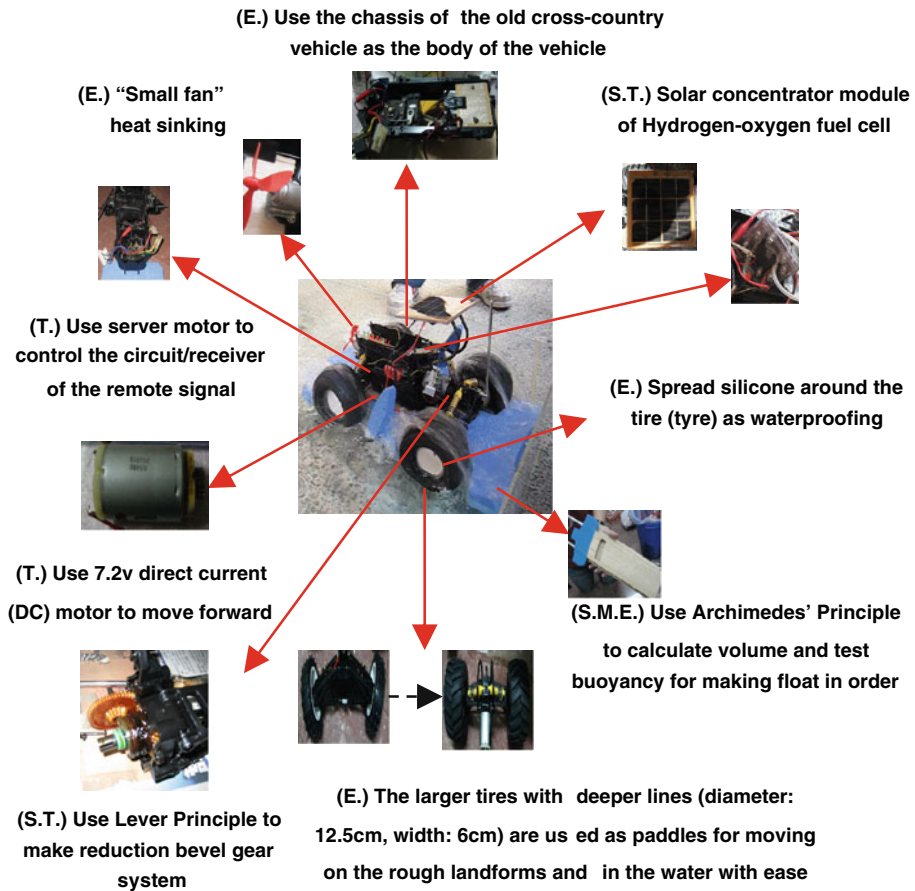 (E.) Use the chassis of the old cross-country
vehicle as the body of the vehicle
(E.) “Small fan”
heat sinking
(S.T.) Solar concentrator module
of Hydrogen-oxygen fuel cell
(T.) Use server motor to
control the circuit/receiver
of the remote signal
(E.) Spread silicone around the
tire (tyre) as waterproofing
(T.) Use 7.2v direct current
(DC) motor to move forward
(S.M.E.) Use Archimedes’ Principle
to calculate volume and test
buoyancy for making float in order
(S.T.) Use Lever Principle to
make reduction bevel gear
system
(E.) The larger tires with deeper lines (diameter:
12.5cm, width: 6cm) are us ed as paddles for moving
on the rough landforms and in the water with ease